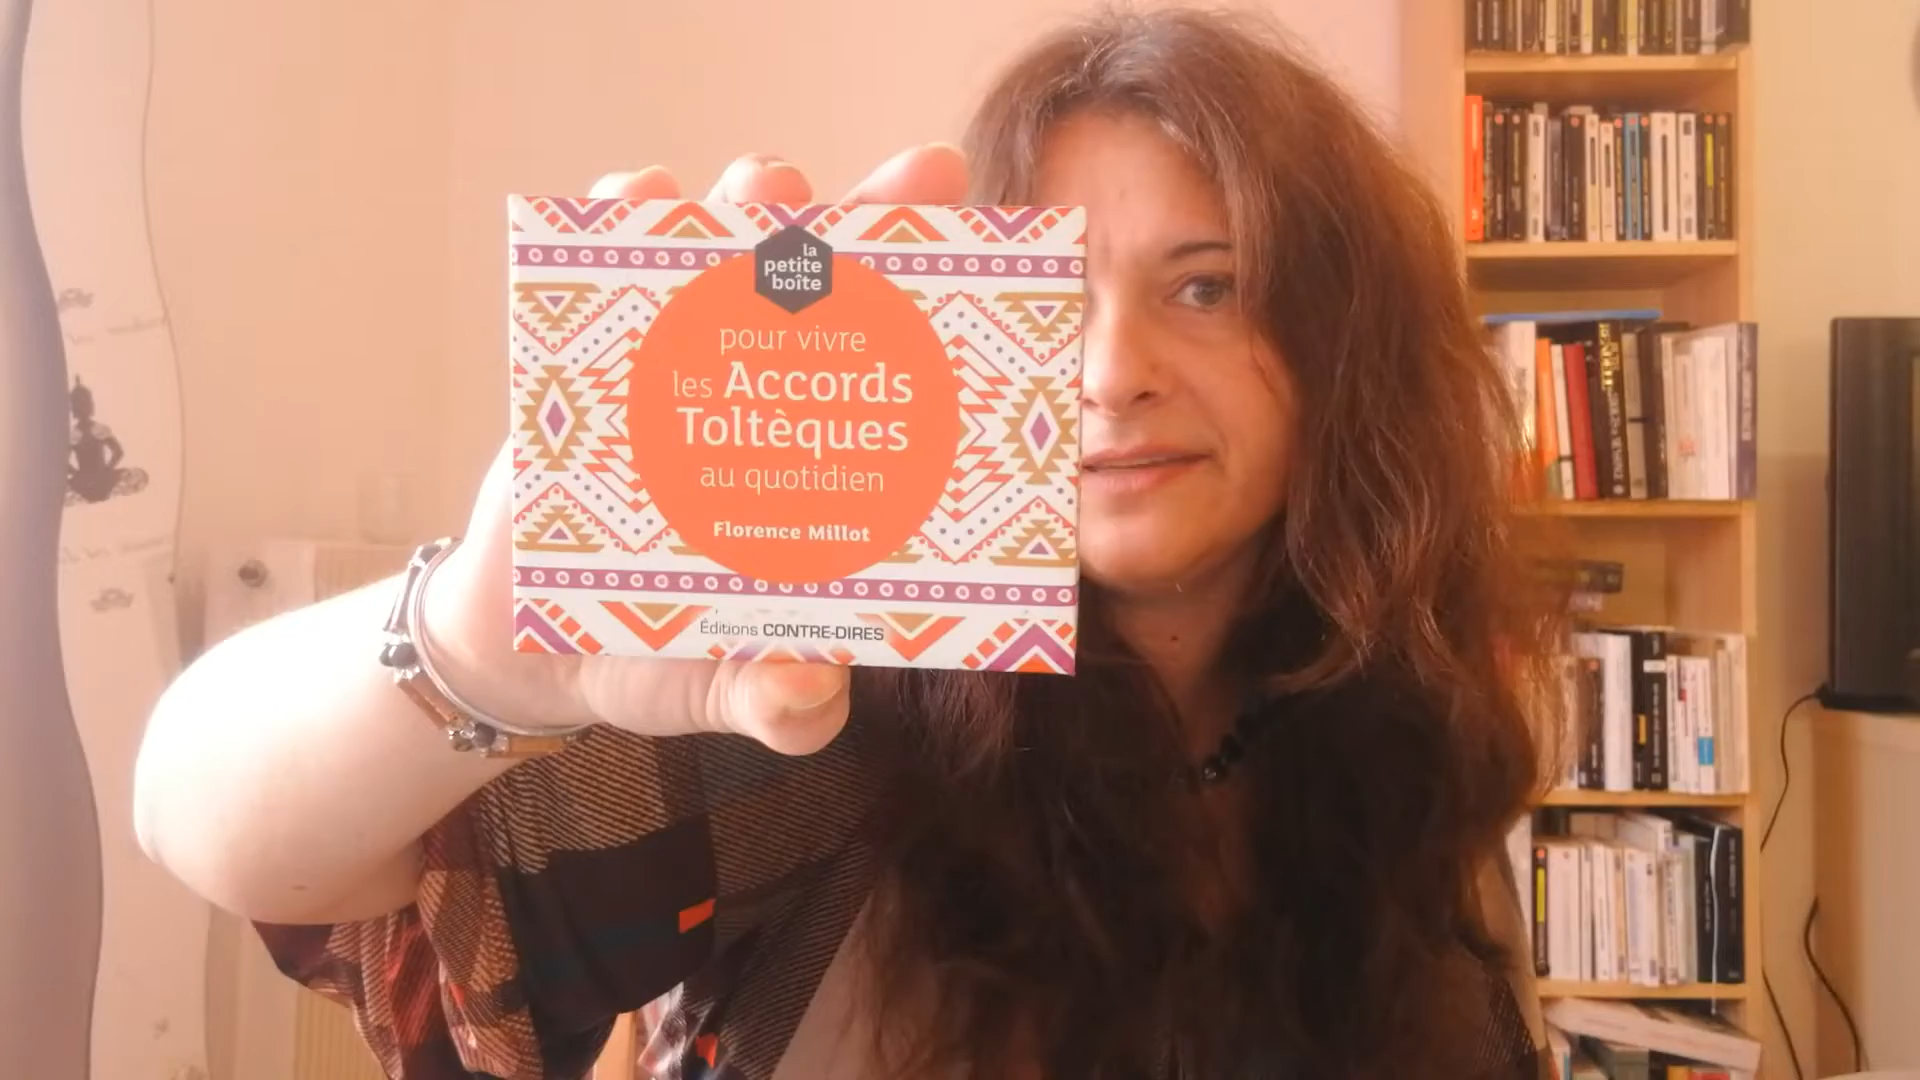 la
petite
boîte
pour vivre
les Accords
Toltèques
au quotidien
Florence Millot
Éditions CONTRE-DIRES